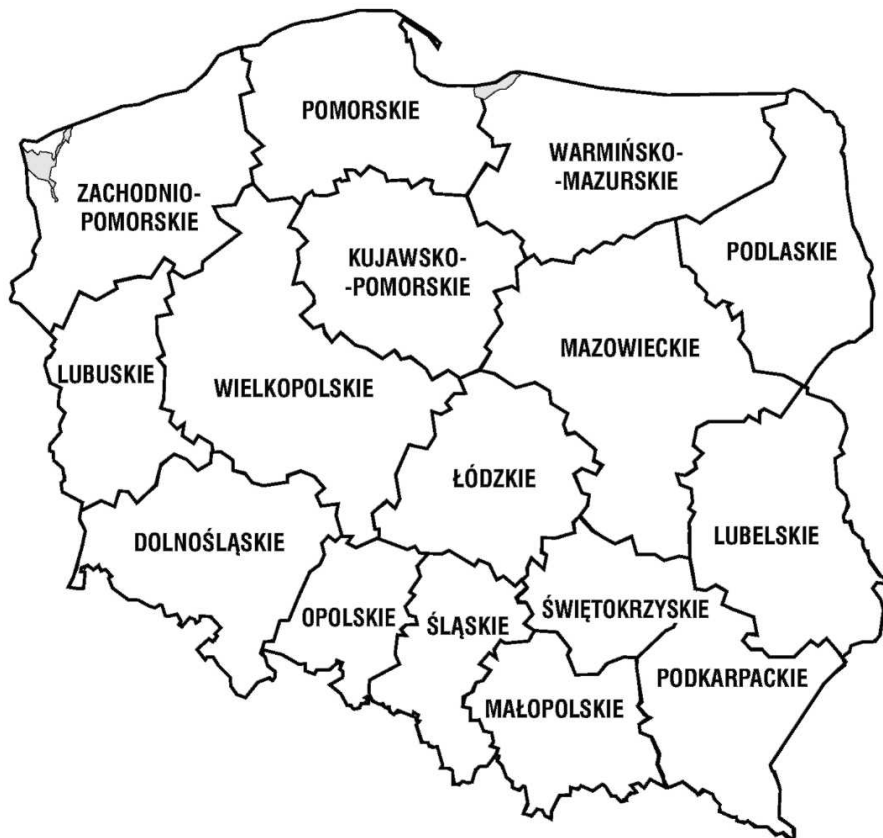 POMORSKIE
WARMIŃSKO-
-MAZURSKIE
ZACHODNIO-
POMORSKIE
PODLASKIE
KUJAWSKO-
-POMORSKIE
MAZOWIECKIE
LUBUSKIE
WIELKOPOLSKIE
ŁÓDZKIE
LUBELSKIE
DOLNOŚLĄSKIE
OPOLSKIE
ŚLĄSKIE
ŚWIĘTOKRZYSKIE
PODKARPACKIE
MAŁOPOLSKIE